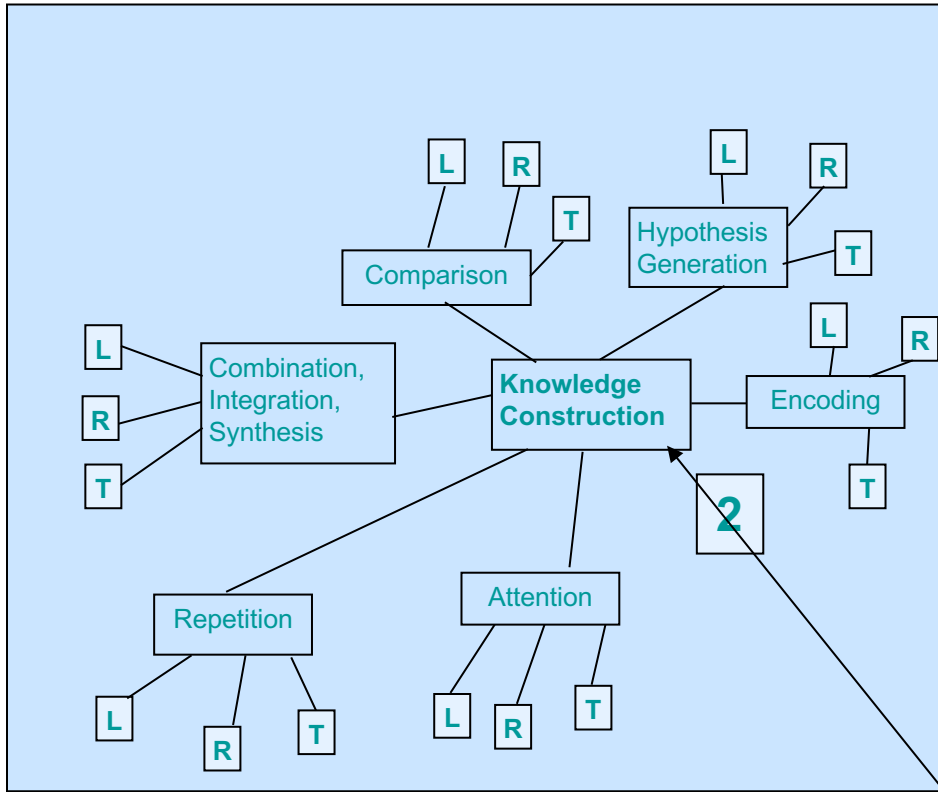 L
R
T
Comparison
L
R
T
Hypothesis
Generation
L
R
T
Combination,
Integration,
Synthesis
Knowledge
Construction
L
R
Encoding
T
2
Repetition
L
R
T
Attention
L
R
T